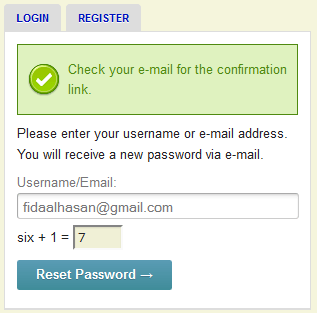 LOGIN REGISTER
Check your e-mail for the confirmation
link.
Please enter your username or e-mail address.
You will receive a new password via e-mail.
Username/Email:
fidaalhasan@gmail.com
six + 1 = 7
Reset Password →